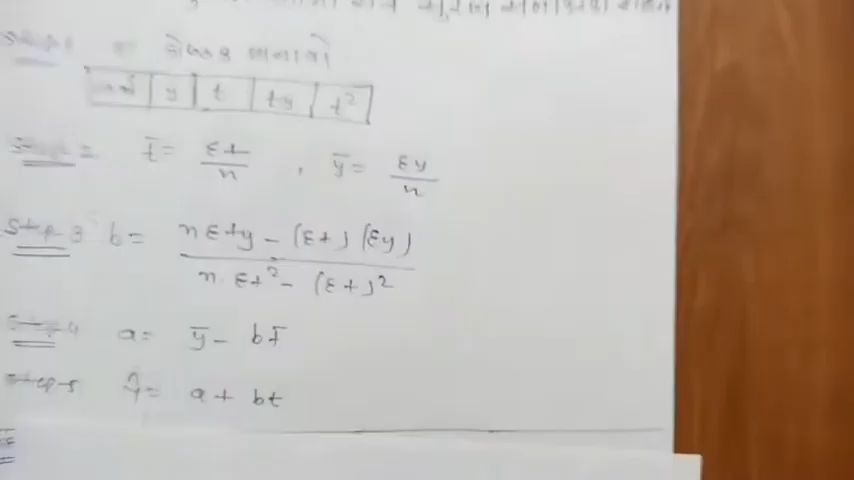 Step 1 कोष्ठक बनावो
वर्ष | y | t | ty | t²
Step 2 t̄ = Σt/n , ȳ = Σy/n
Step 3 b = nΣty - (Σt) (Σy) / n·Σt² - (Σt)²
Step 4 a = ȳ - bt̄
Step-5 ŷ = a + bt